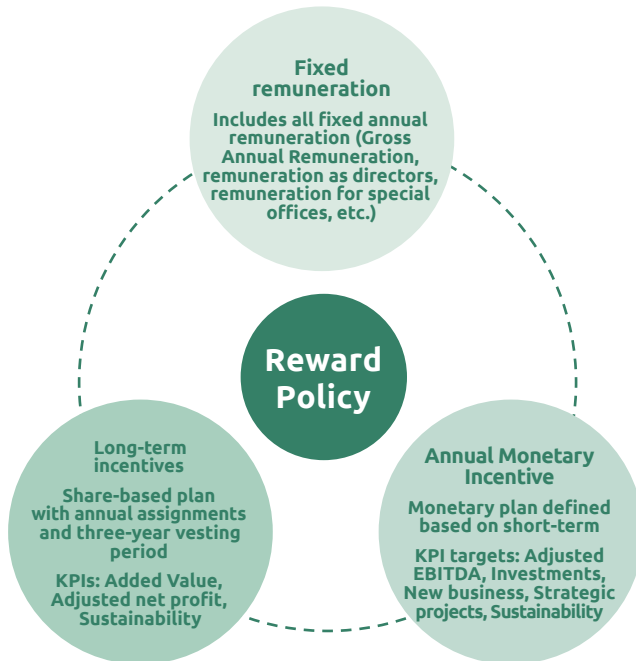 Fixed
remuneration
Includes all fixed annual
remuneration (Gross
Annual Remuneration,
remuneration as directors,
remuneration for special
offices, etc.)
Reward
Policy
Long-term
incentives
Share-based plan
with annual assignments
and three-year vesting
period
KPIs: Added Value,
Adjusted net profit,
Sustainability
Annual Monetary
Incentive
Monetary plan defined
based on short-term
KPI targets: Adjusted
EBITDA, Investments,
New business, Strategic
projects, Sustainability